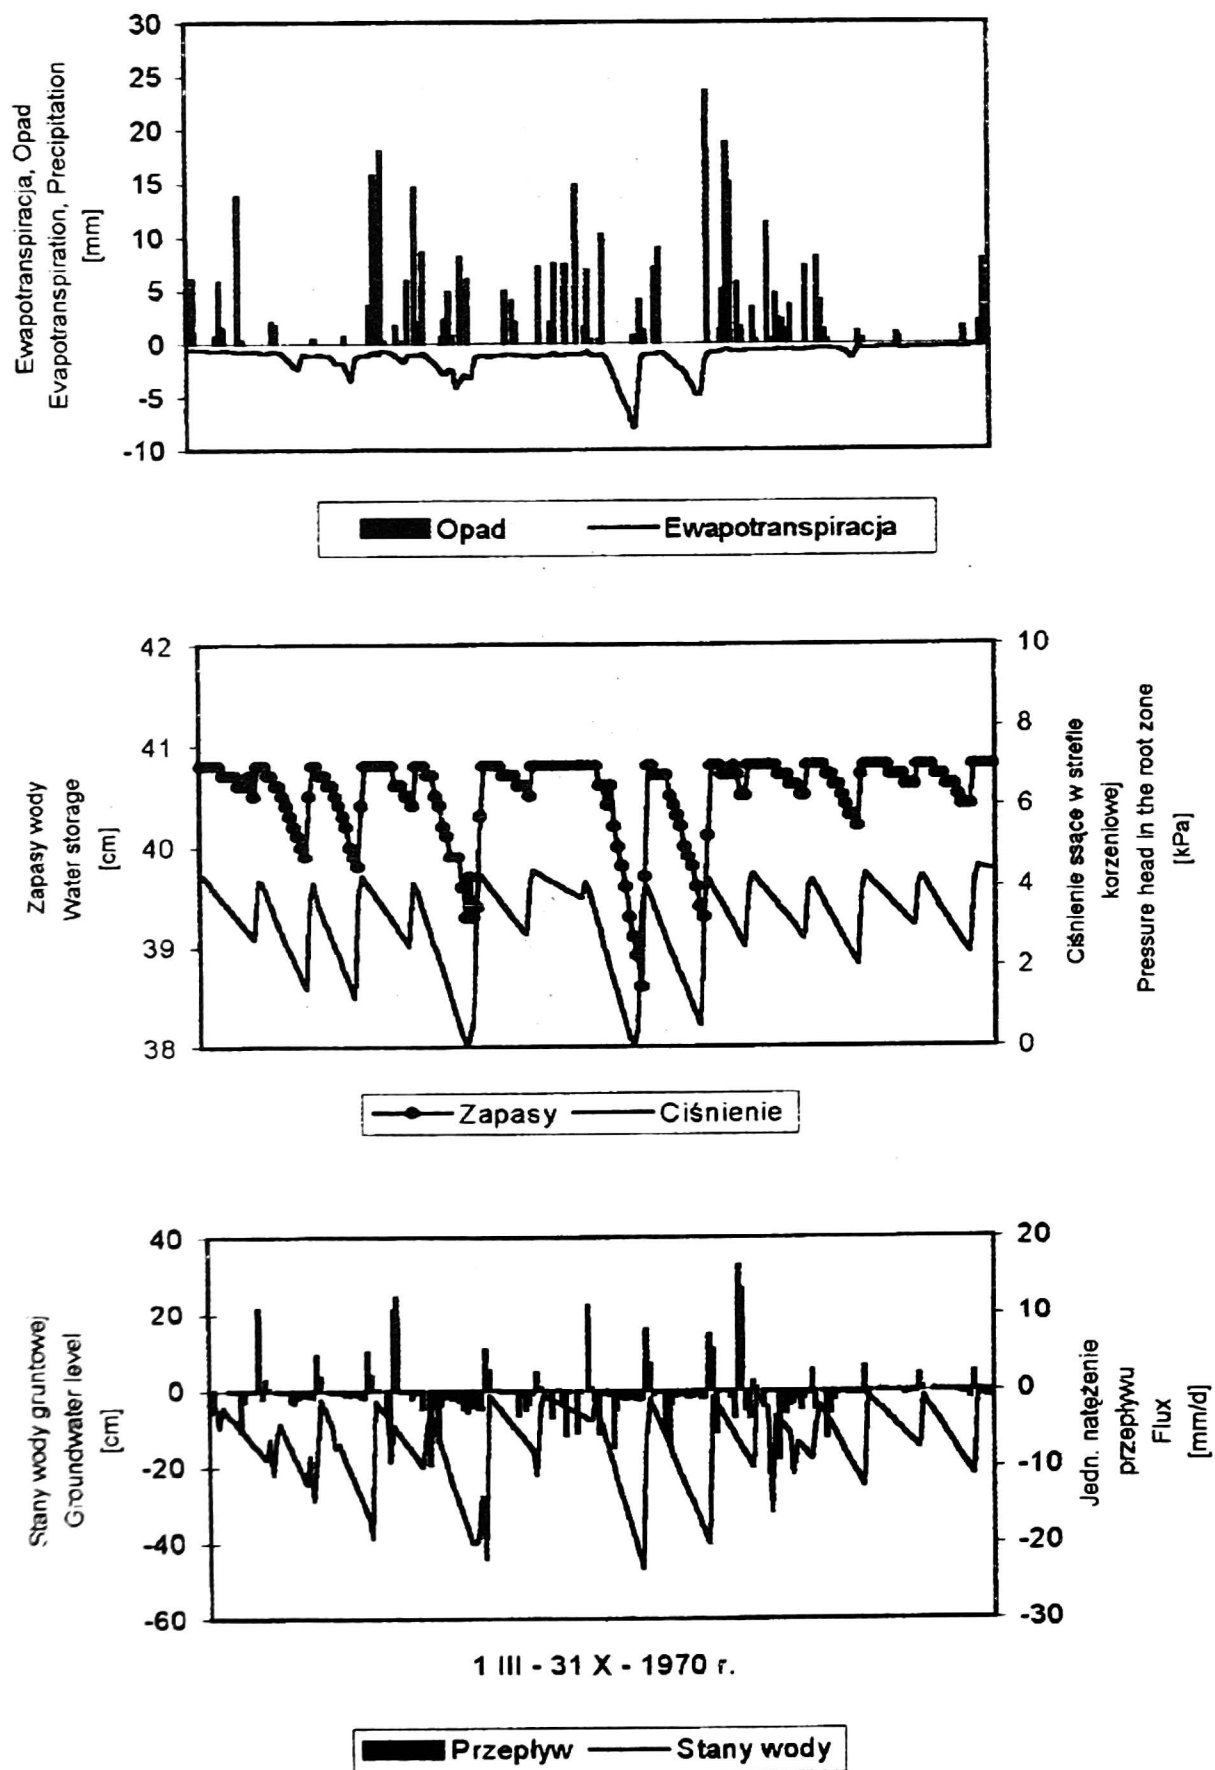 Ewapotranspiracja, Opad
Evapotranspiration, Precipitation
[mm]
30
25
20
15
10
5
0
-5
-10
Opad Ewapotranspiracja
Zapasy wody
Water storage
[cm]
42
41
40
39
38
10
8
6
4
2
0
Ciśnienie ssące w strefie
korzeniowej
Pressure head in the root zone
[kPa]
Zapasy Ciśnienie
Stany wody gruntowej
Groundwater level
[cm]
40
20
0
-20
-40
-60
20
10
0
-10
-20
-30
Jedn. natężenie
przepływu
Flux
[mm/d]
1 III - 31 X - 1970 r.
Przepływ Stany wody